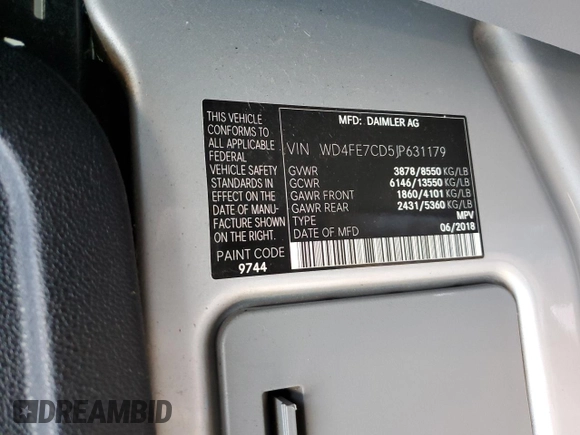 THIS VEHICLE
CONFORMS TO
ALL APPLICABLE
FEDERAL
VEHICLE SAFETY
STANDARDS IN
EFFECT ON THE
DATE OF MANU-
FACTURE SHOWN
ON THE RIGHT.
PAINT CODE
9744
MFD: DAIMLER AG
VIN WD4FE7CD5JP631179
GVWR 3878/8550 KG/LB
GCWR 6146/13550 KG/LB
GAWR FRONT 1860/4101 KG/LB
GAWR REAR 2431/5360 KG/LB
TYPE MPV
DATE OF MFD 06/2018
DREAMBID